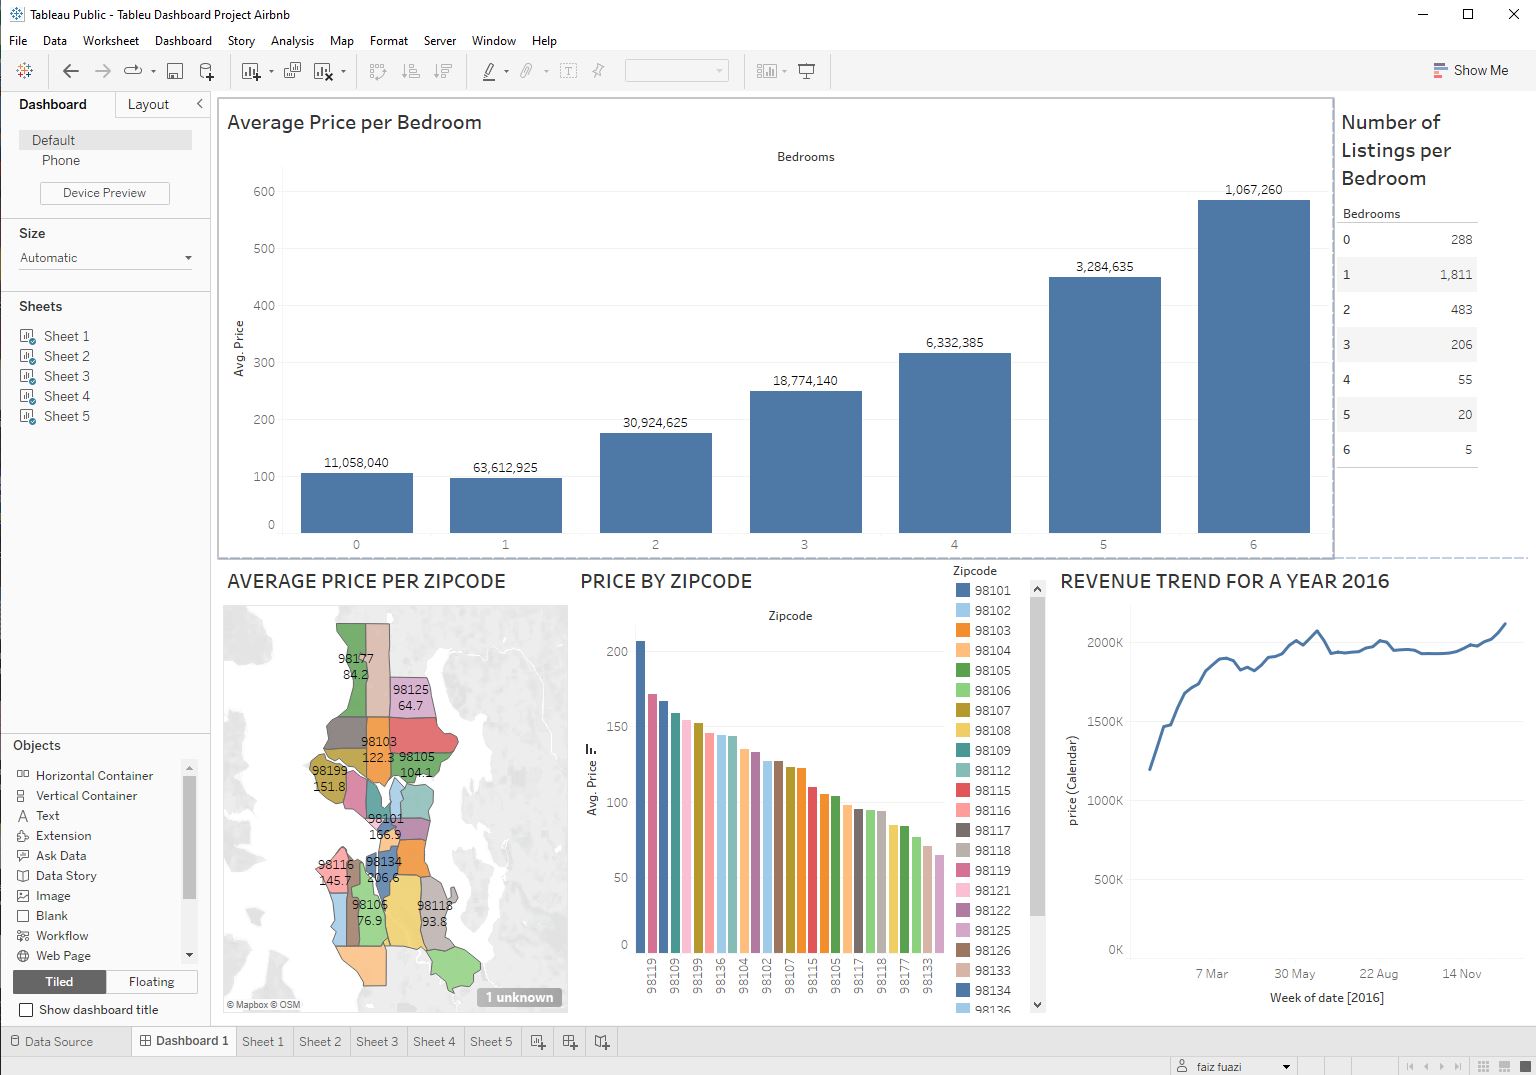 Tableau Public - Tableu Dashboard Project Airbnb
File Data Worksheet Dashboard Story Analysis Map Format Server Window Help
Show Me
Dashboard Layout
Default
Phone
Device Preview
Size
Automatic
Sheets
Sheet 1
Sheet 2
Sheet 3
Sheet 4
Sheet 5
Objects
Horizontal Container
Vertical Container
Text
Extension
Ask Data
Data Story
Image
Blank
Workflow
Web Page
Tiled Floating
Show dashboard title
Average Price per Bedroom
Bedrooms
Avg. Price
600
500
400
300
200
100
0
11,058,040
63,612,925
30,924,625
18,774,140
6,332,385
3,284,635
1,067,260
0 1 2 3 4 5 6
Number of
Listings per
Bedroom
Bedrooms
0 288
1 1,811
2 483
3 206
4 55
5 20
6 5
AVERAGE PRICE PER ZIPCODE
98177
84.2
98125
64.7
98103
122.3
98105
104.1
98199
151.8
98101
166.9
98116
145.7
98134
206.6
98106
76.9
98118
93.8
© Mapbox © OSM
1 unknown
PRICE BY ZIPCODE
Zipcode
Avg. Price
200
150
100
50
0
98119 98109 98199 98136 98104 98102 98107 98115 98105 98117 98118 98177 98133
Zipcode
98101
98102
98103
98104
98105
98106
98107
98108
98109
98112
98115
98116
98117
98118
98119
98121
98122
98125
98126
98133
98134
98136
REVENUE TREND FOR A YEAR 2016
price (Calendar)
2000K
1500K
1000K
500K
0K
7 Mar 30 May 22 Aug 14 Nov
Week of date [2016]
Data Source Dashboard 1 Sheet 1 Sheet 2 Sheet 3 Sheet 4 Sheet 5
faiz fuazi